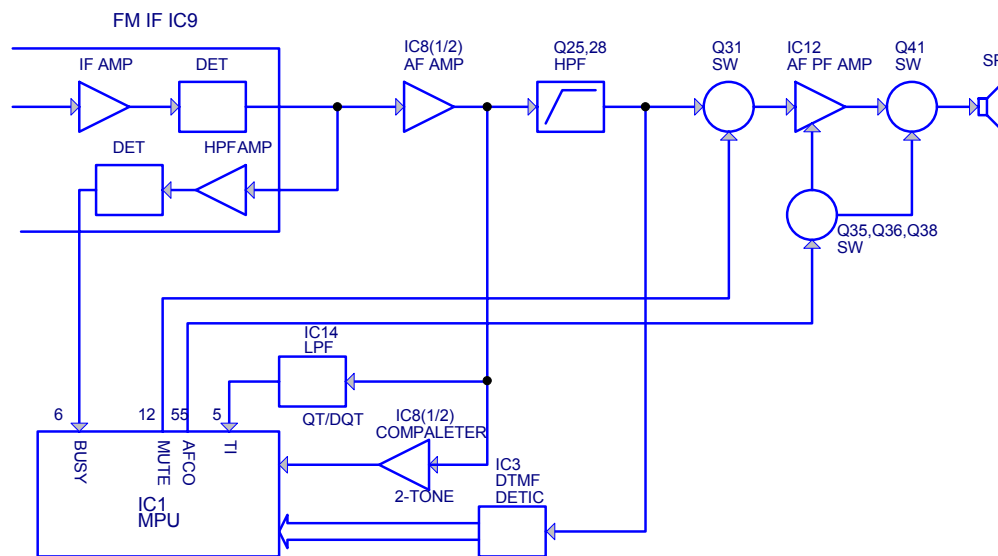 FM IF IC9
IF AMP
DET
IC8(1/2)
AF AMP
Q25,28
HPF
Q31
SW
IC12
AF PF AMP
Q41
SW
SP
DET
HPFAMP
Q35,Q36,Q38
SW
IC14
LPF
QT/DQT
IC8(1/2)
COMPALETER
2-TONE
6
12
55
5
BUSY
MUTE
AFCO
TI
IC1
MPU
IC3
DTMF
DETIC